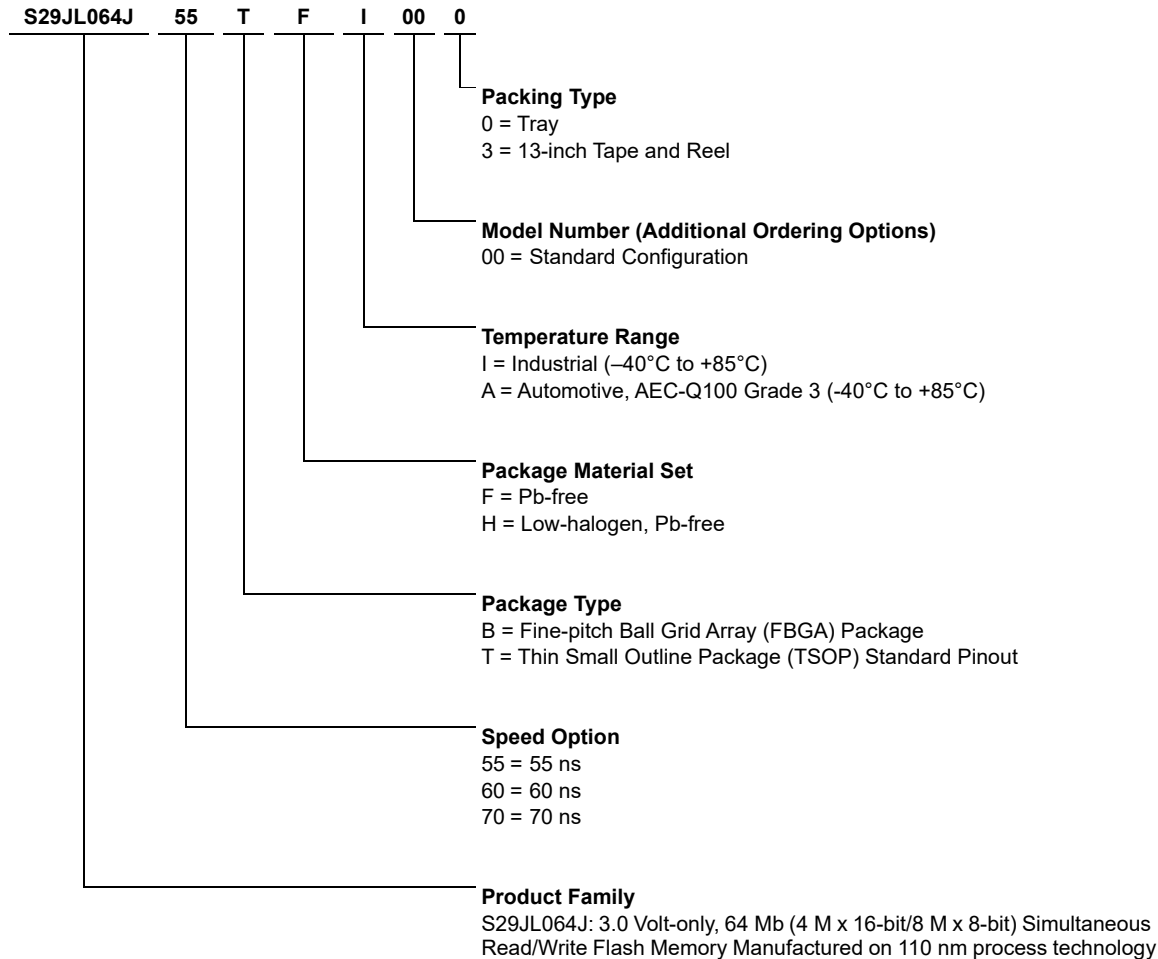 S29JL064J 55 T F I 00 0
Packing Type
0 = Tray
3 = 13-inch Tape and Reel
Model Number (Additional Ordering Options)
00 = Standard Configuration
Temperature Range
I = Industrial (–40°C to +85°C)
A = Automotive, AEC-Q100 Grade 3 (-40°C to +85°C)
Package Material Set
F = Pb-free
H = Low-halogen, Pb-free
Package Type
B = Fine-pitch Ball Grid Array (FBGA) Package
T = Thin Small Outline Package (TSOP) Standard Pinout
Speed Option
55 = 55 ns
60 = 60 ns
70 = 70 ns
Product Family
S29JL064J: 3.0 Volt-only, 64 Mb (4 M x 16-bit/8 M x 8-bit) Simultaneous
Read/Write Flash Memory Manufactured on 110 nm process technology